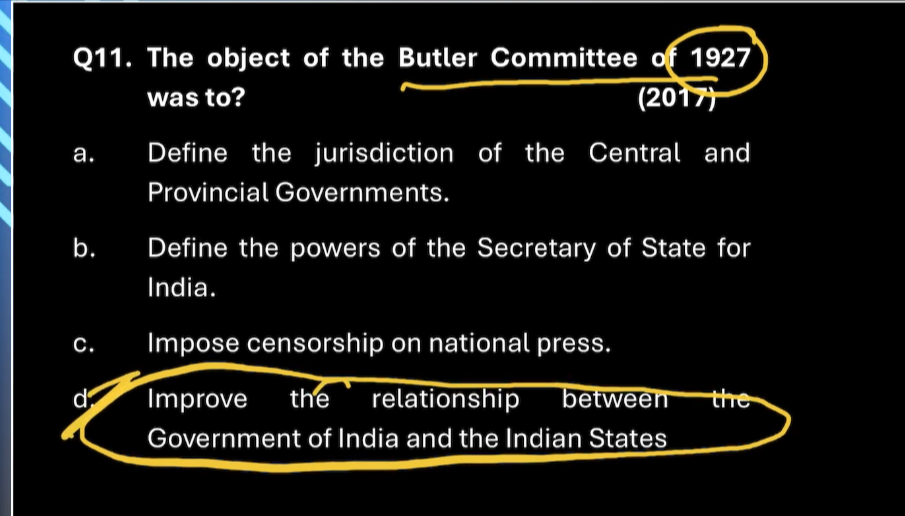 Q11. The object of the Butler Committee of 1927
was to? (2017)
a. Define the jurisdiction of the Central and
Provincial Governments.
b. Define the powers of the Secretary of State for
India.
c. Impose censorship on national press.
d. Improve the relationship between the
Government of India and the Indian States